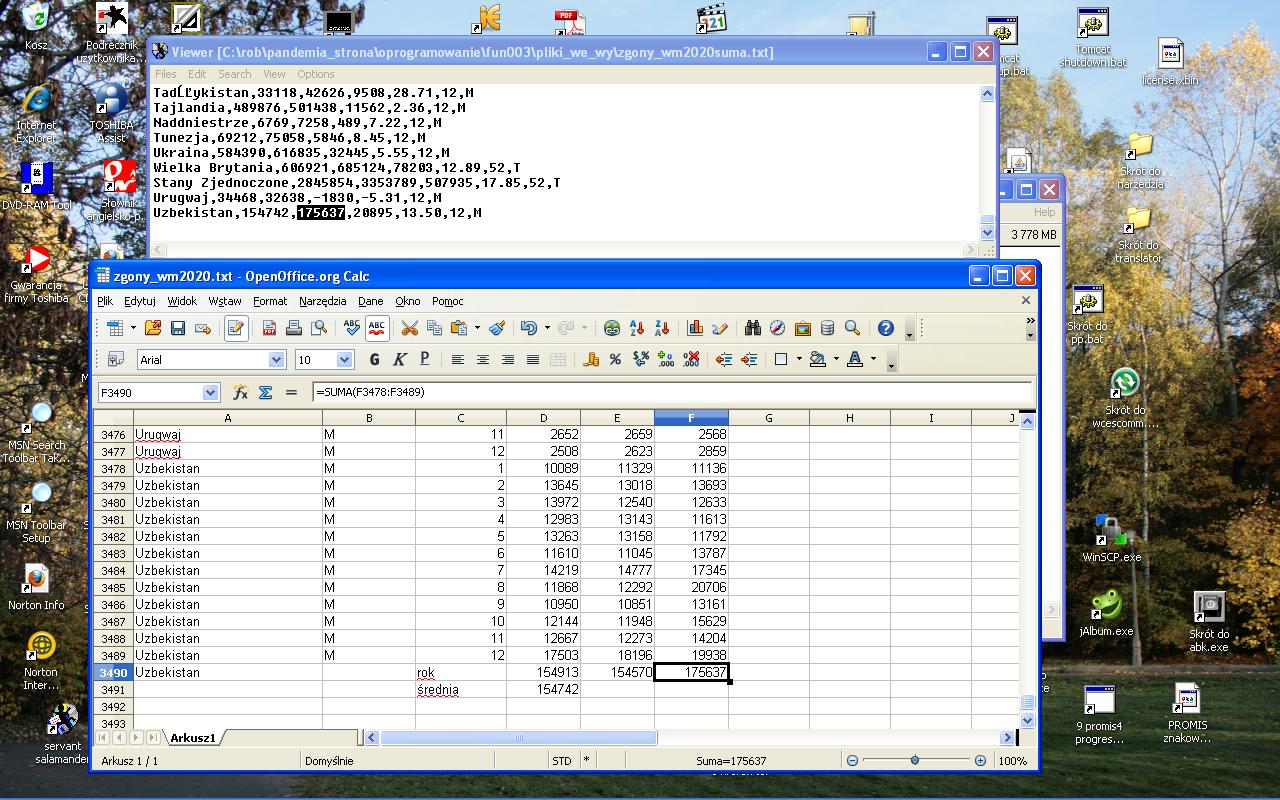 Kosz
Podręcznik
użytkownika...
Internet
Explorer
TOSHIBA
Assist
DVD-RAM Tool
Słownik
angielsko-p...
Gwarancja
firmy Toshiba
MSN Search
Toolbar Tak...
MSN Toolbar
Setup
Norton Info
Norton
Inter...
servant
salamander
PDF
321
Tomcat
shutdown.bat
license.xbin
Skrót do
narzedzia
Skrót do
translator
Skrót do
pp.bat
Skrót do
wcescomm....
WinSCP.exe
jAlbum.exe
Skrót do
abk.exe
9 promis4
progres...
PROMIS
znakow...
Help
3 778 MB
Viewer [C:\rob\pandemia_strona\oprogramowanie\fun003\pliki_we_wy\zgony_wm2020suma.txt]
Files Edit Search View Options
TadĽĽykistan,33118,42626,9508,28.71,12,M
Tajlandia,489876,501438,11562,2.36,12,M
Naddniestrze,6769,7258,489,7.22,12,M
Tunezja,69212,75058,5846,8.45,12,M
Ukraina,584390,616835,32445,5.55,12,M
Wielka Brytania,606921,685124,78203,12.89,52,T
Stany Zjednoczone,2845854,3353789,507935,17.85,52,T
Urugwaj,34468,32638,-1830,-5.31,12,M
Uzbekistan,154742,175637,20895,13.50,12,M
zgony_wm2020.txt - OpenOffice.org Calc
Plik Edytuj Widok Wstaw Format Narzędzia Dane Okno Pomoc
Arial 10 G K P
F3490 =SUMA(F3478:F3489)
A B C D E F G H I J
3476 Urugwaj M 11 2652 2659 2568
3477 Urugwaj M 12 2508 2623 2859
3478 Uzbekistan M 1 10089 11329 11136
3479 Uzbekistan M 2 13645 13018 13693
3480 Uzbekistan M 3 13972 12540 12633
3481 Uzbekistan M 4 12983 13143 11613
3482 Uzbekistan M 5 13263 13158 11792
3483 Uzbekistan M 6 11610 11045 13787
3484 Uzbekistan M 7 14219 14777 17345
3485 Uzbekistan M 8 11868 12292 20706
3486 Uzbekistan M 9 10950 10851 13161
3487 Uzbekistan M 10 12144 11948 15629
3488 Uzbekistan M 11 12667 12273 14204
3489 Uzbekistan M 12 17503 18196 19938
3490 Uzbekistan rok 154913 154570 175637
3491 średnia 154742
3492
3493
Arkusz1
Arkusz 1 / 1 Domyślnie STD * Suma=175637 100%